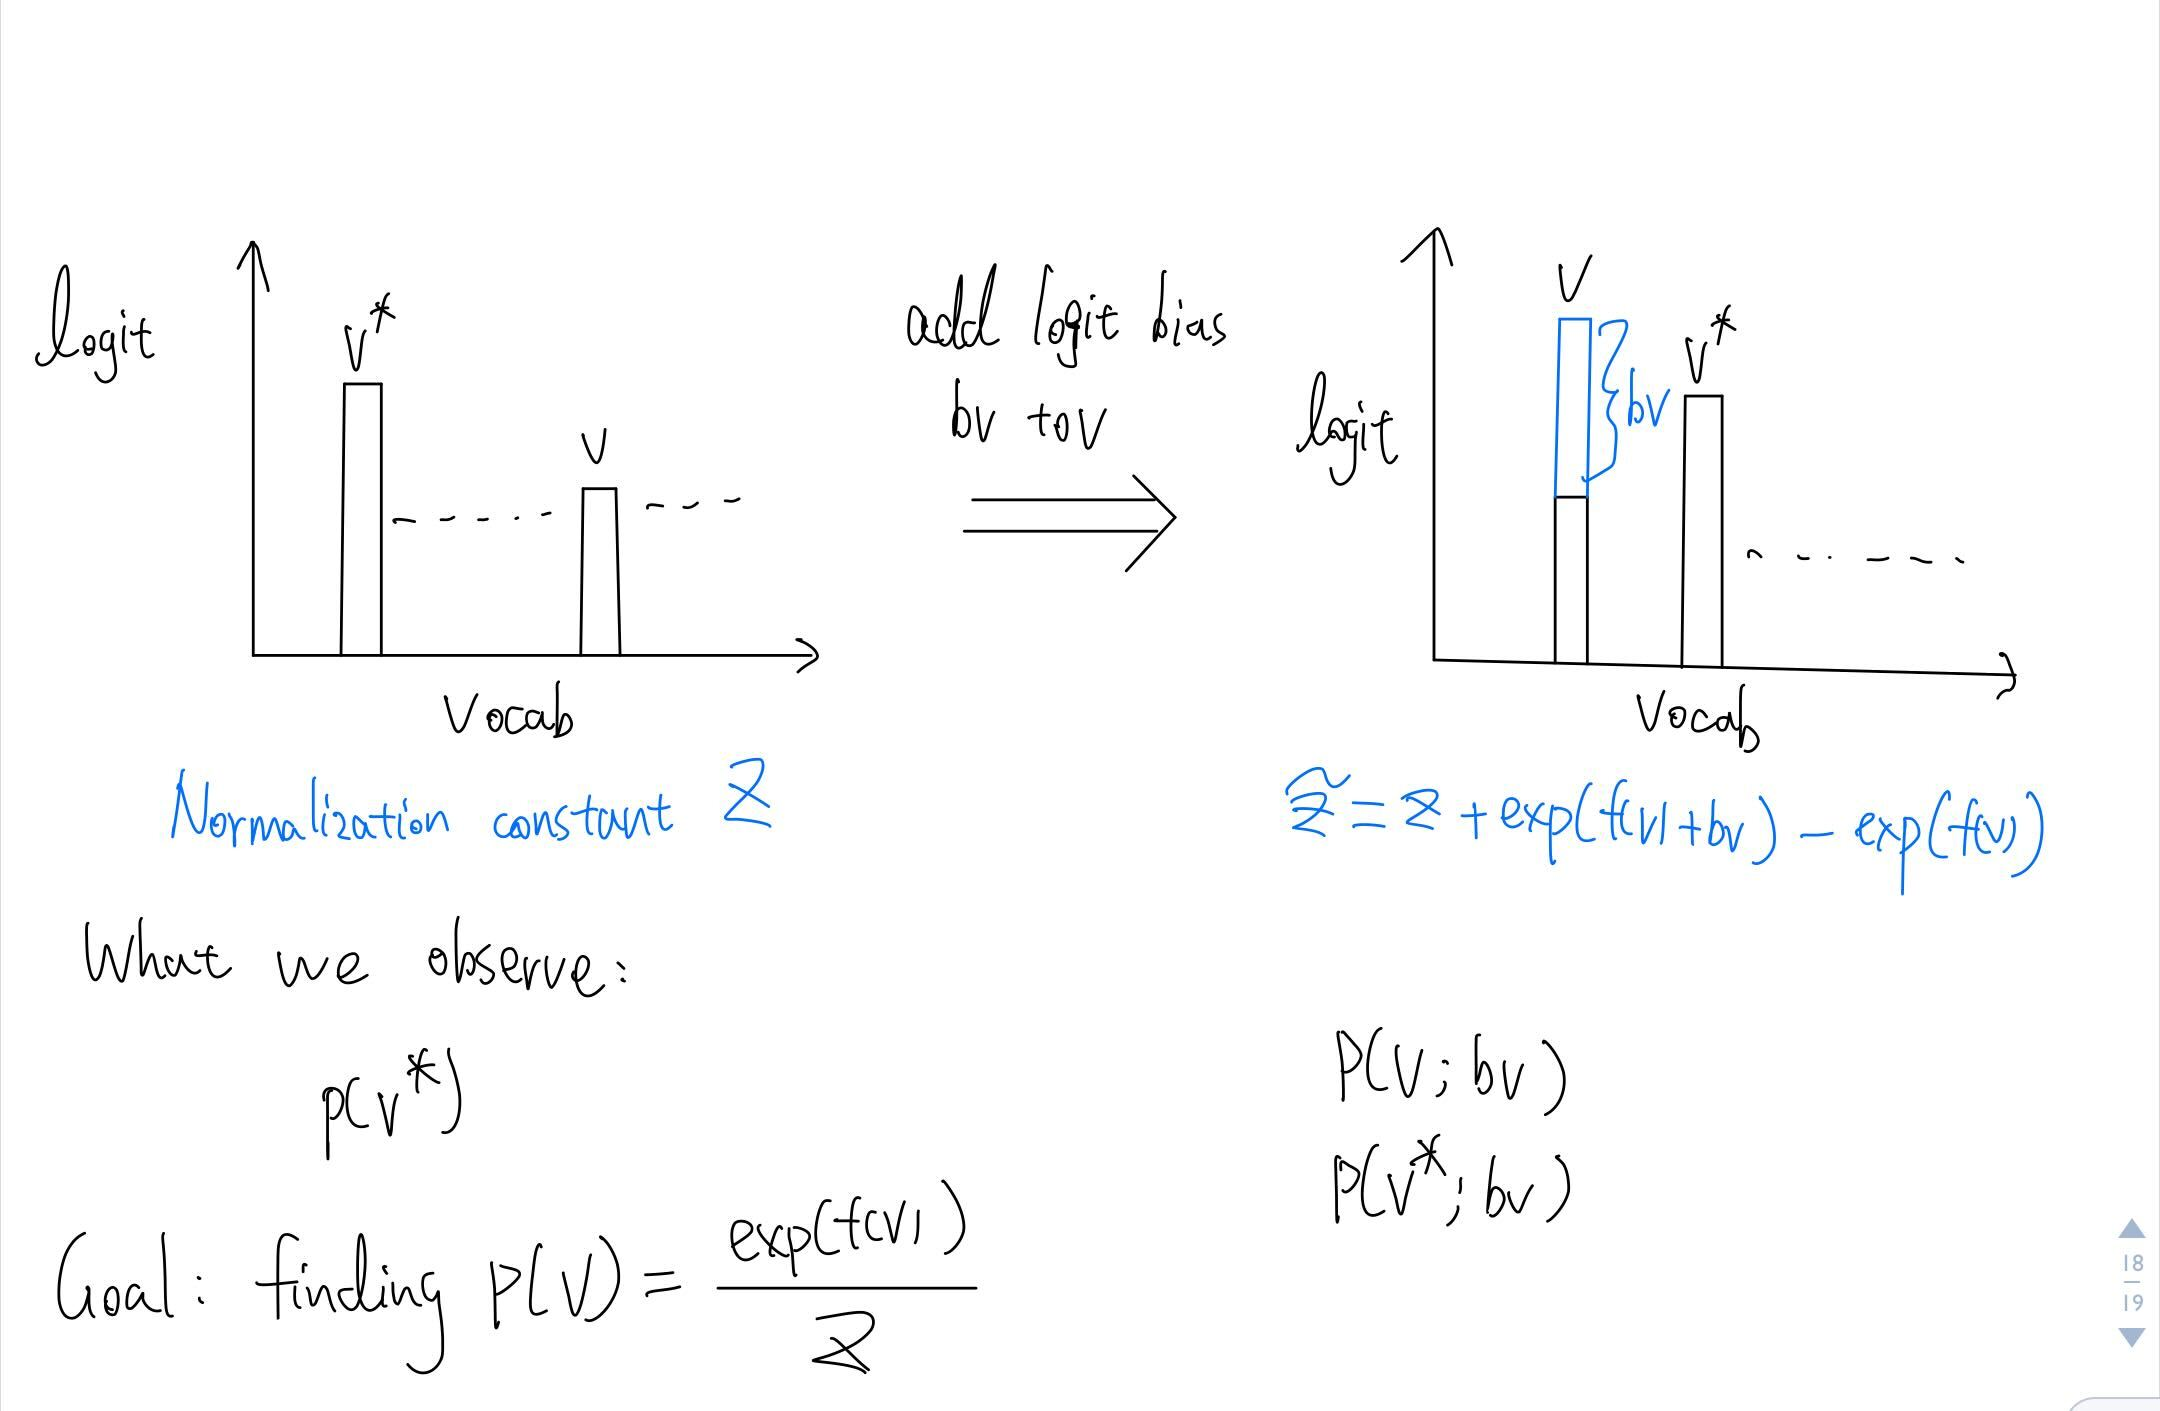 logit
v*
v
Vocab
add logit bias
bv to v
logit
v
bv
v*
Vocab
Normalization constant Z
z̃ = z + exp(f(v)+bv) - exp(f(v))
What we observe:
p(v*)
P(v; bv)
P(v*; bv)
Goal: finding p(v) = exp(f(v)) / Z
18
19